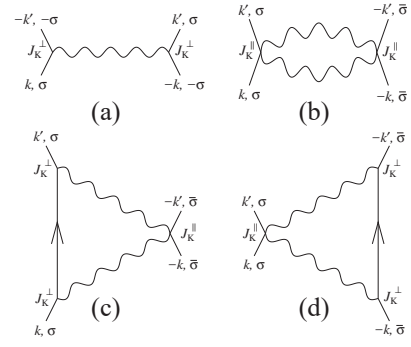 -k′, -σ
k′, σ
J_K^⊥
J_K^⊥
k, σ
-k, -σ
(a)
k′, σ
-k′, σ̄
J_K^∥
J_K^∥
k, σ
-k, σ̄
(b)
k′, σ
J_K^⊥
-k′, σ̄
J_K^∥
-k, σ̄
J_K^⊥
k, σ
(c)
-k′, σ̄
J_K^⊥
k′, σ
J_K^∥
k, σ
J_K^⊥
-k, σ̄
(d)